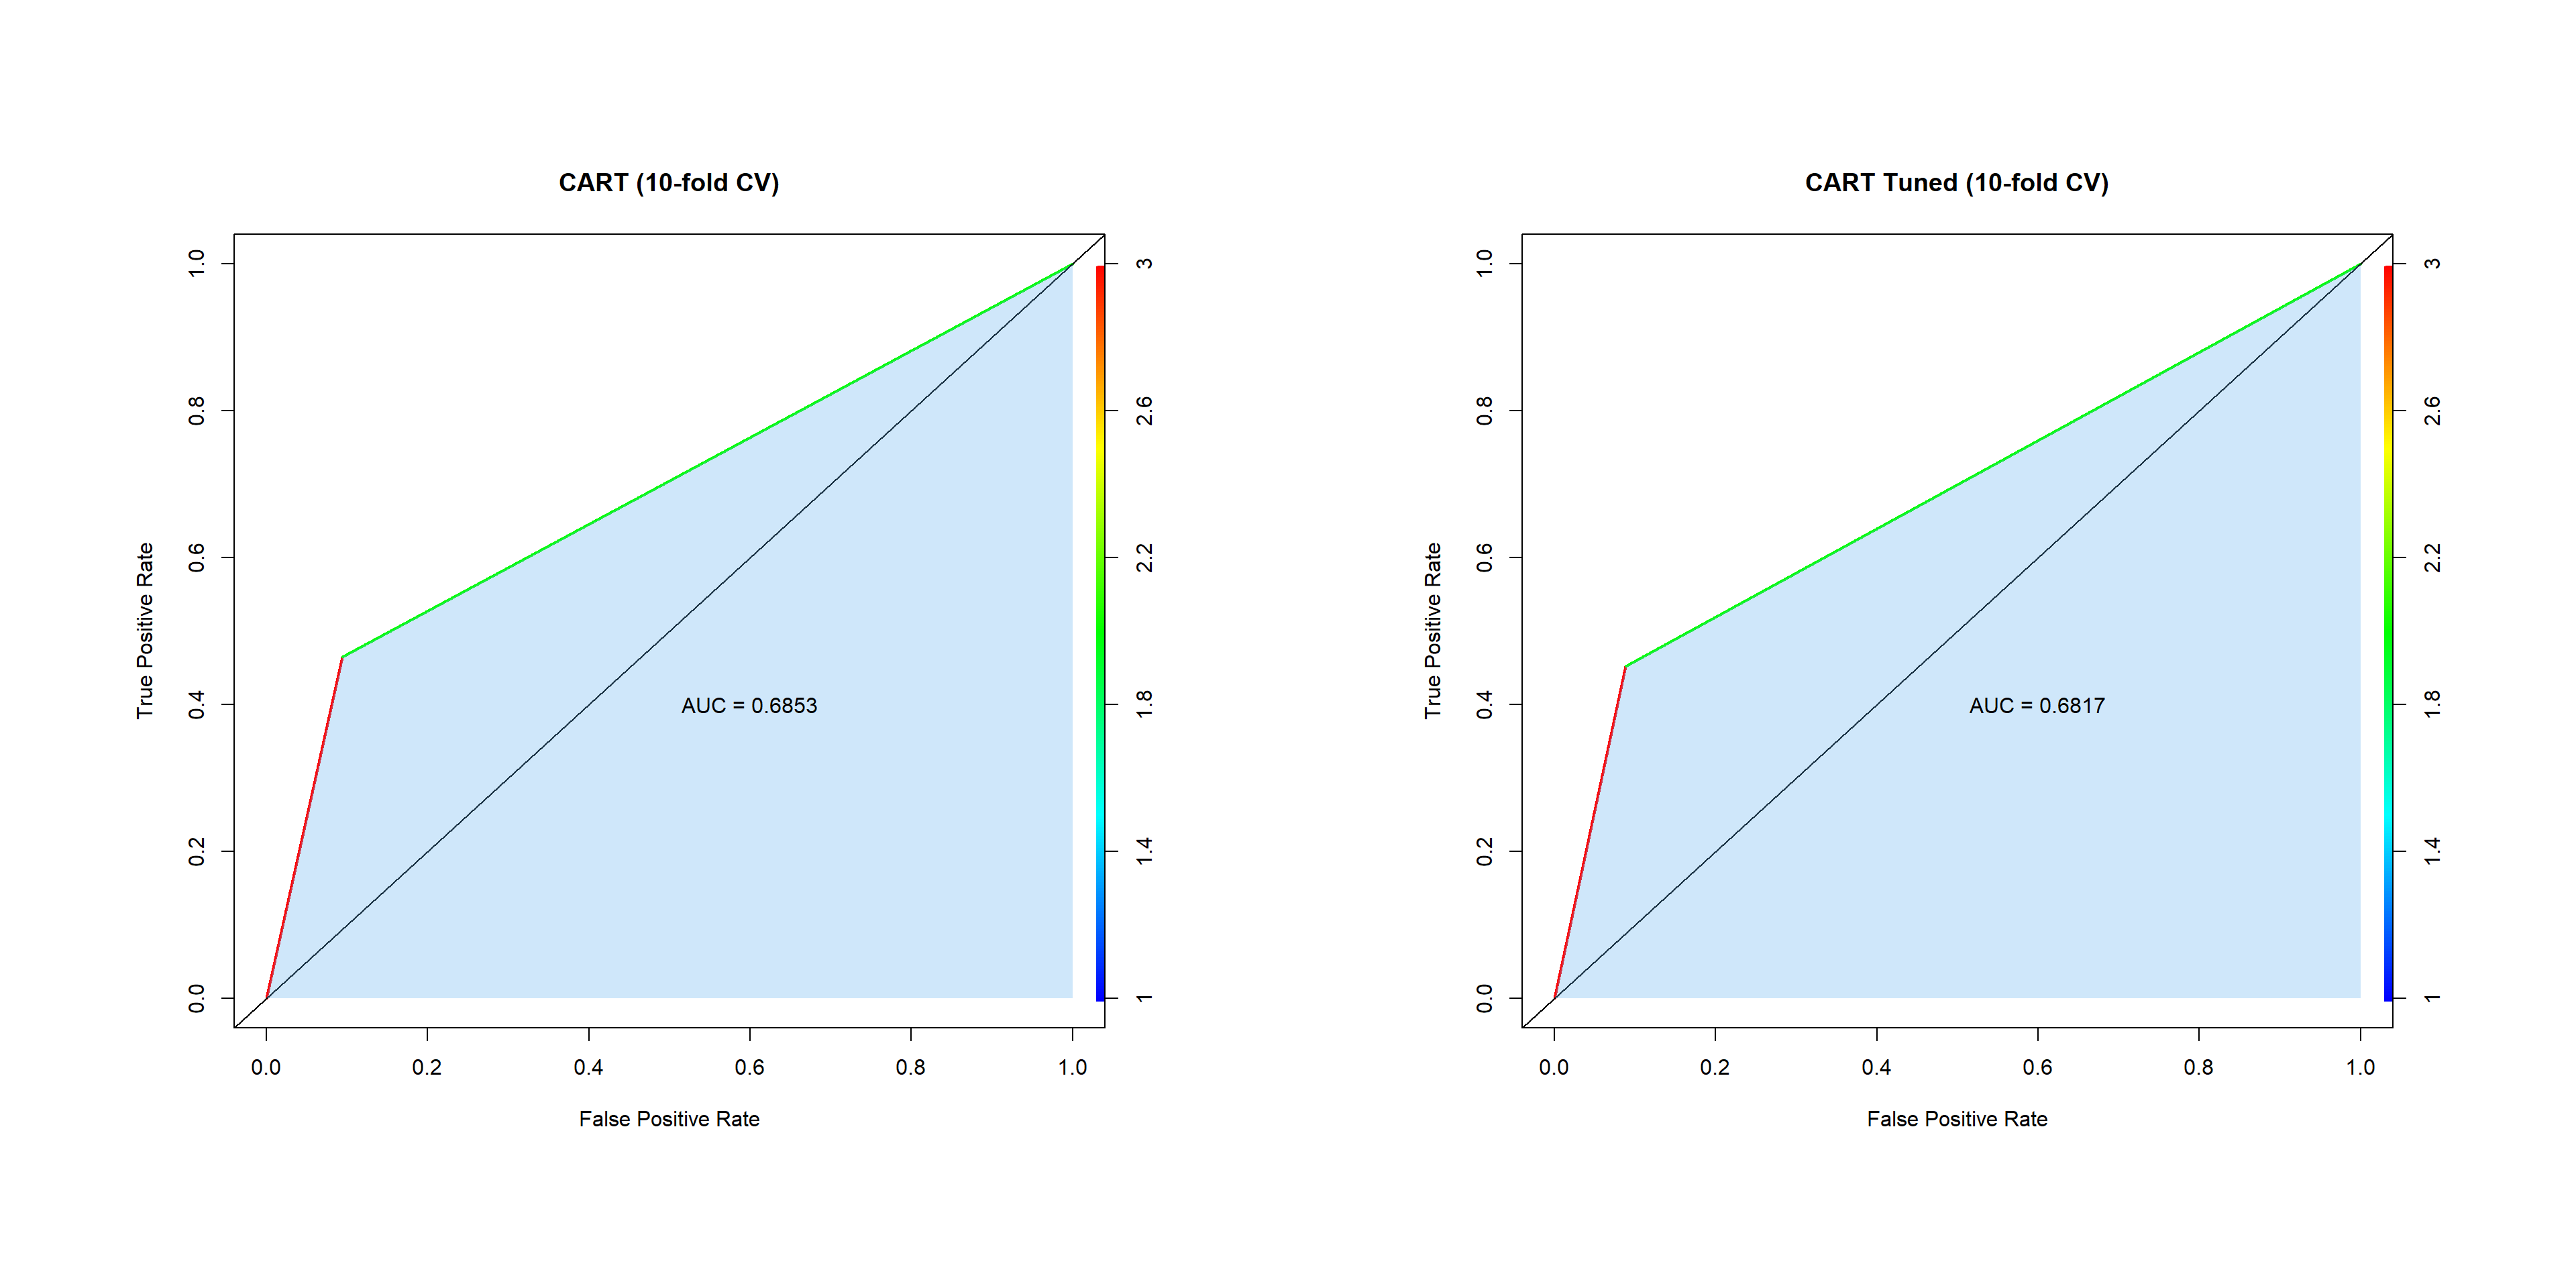 CART (10-fold CV)
True Positive Rate
1.0
0.8
0.6
0.4
0.2
0.0
AUC = 0.6853
3
2.6
2.2
1.8
1.4
1
0.0 0.2 0.4 0.6 0.8 1.0
False Positive Rate
CART Tuned (10-fold CV)
True Positive Rate
1.0
0.8
0.6
0.4
0.2
0.0
AUC = 0.6817
3
2.6
2.2
1.8
1.4
1
0.0 0.2 0.4 0.6 0.8 1.0
False Positive Rate